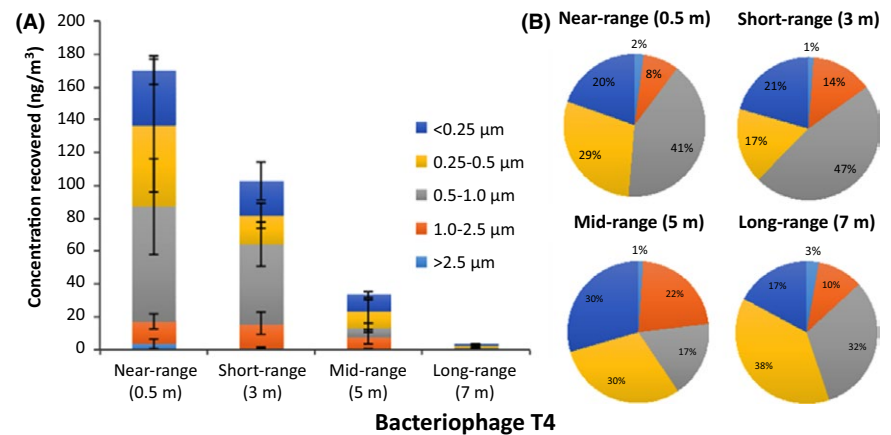 (A)
Concentration recovered (ng/m³)
200
180
160
140
120
100
80
60
40
20
0
Near-range
(0.5 m)
Short-range
(3 m)
Mid-range
(5 m)
Long-range
(7 m)
<0.25 µm
0.25-0.5 µm
0.5-1.0 µm
1.0-2.5 µm
>2.5 µm
(B)
Near-range (0.5 m)
2%
8%
41%
29%
20%
Short-range (3 m)
1%
14%
47%
17%
21%
Mid-range (5 m)
1%
22%
17%
30%
30%
Long-range (7 m)
3%
10%
32%
38%
17%
Bacteriophage T4